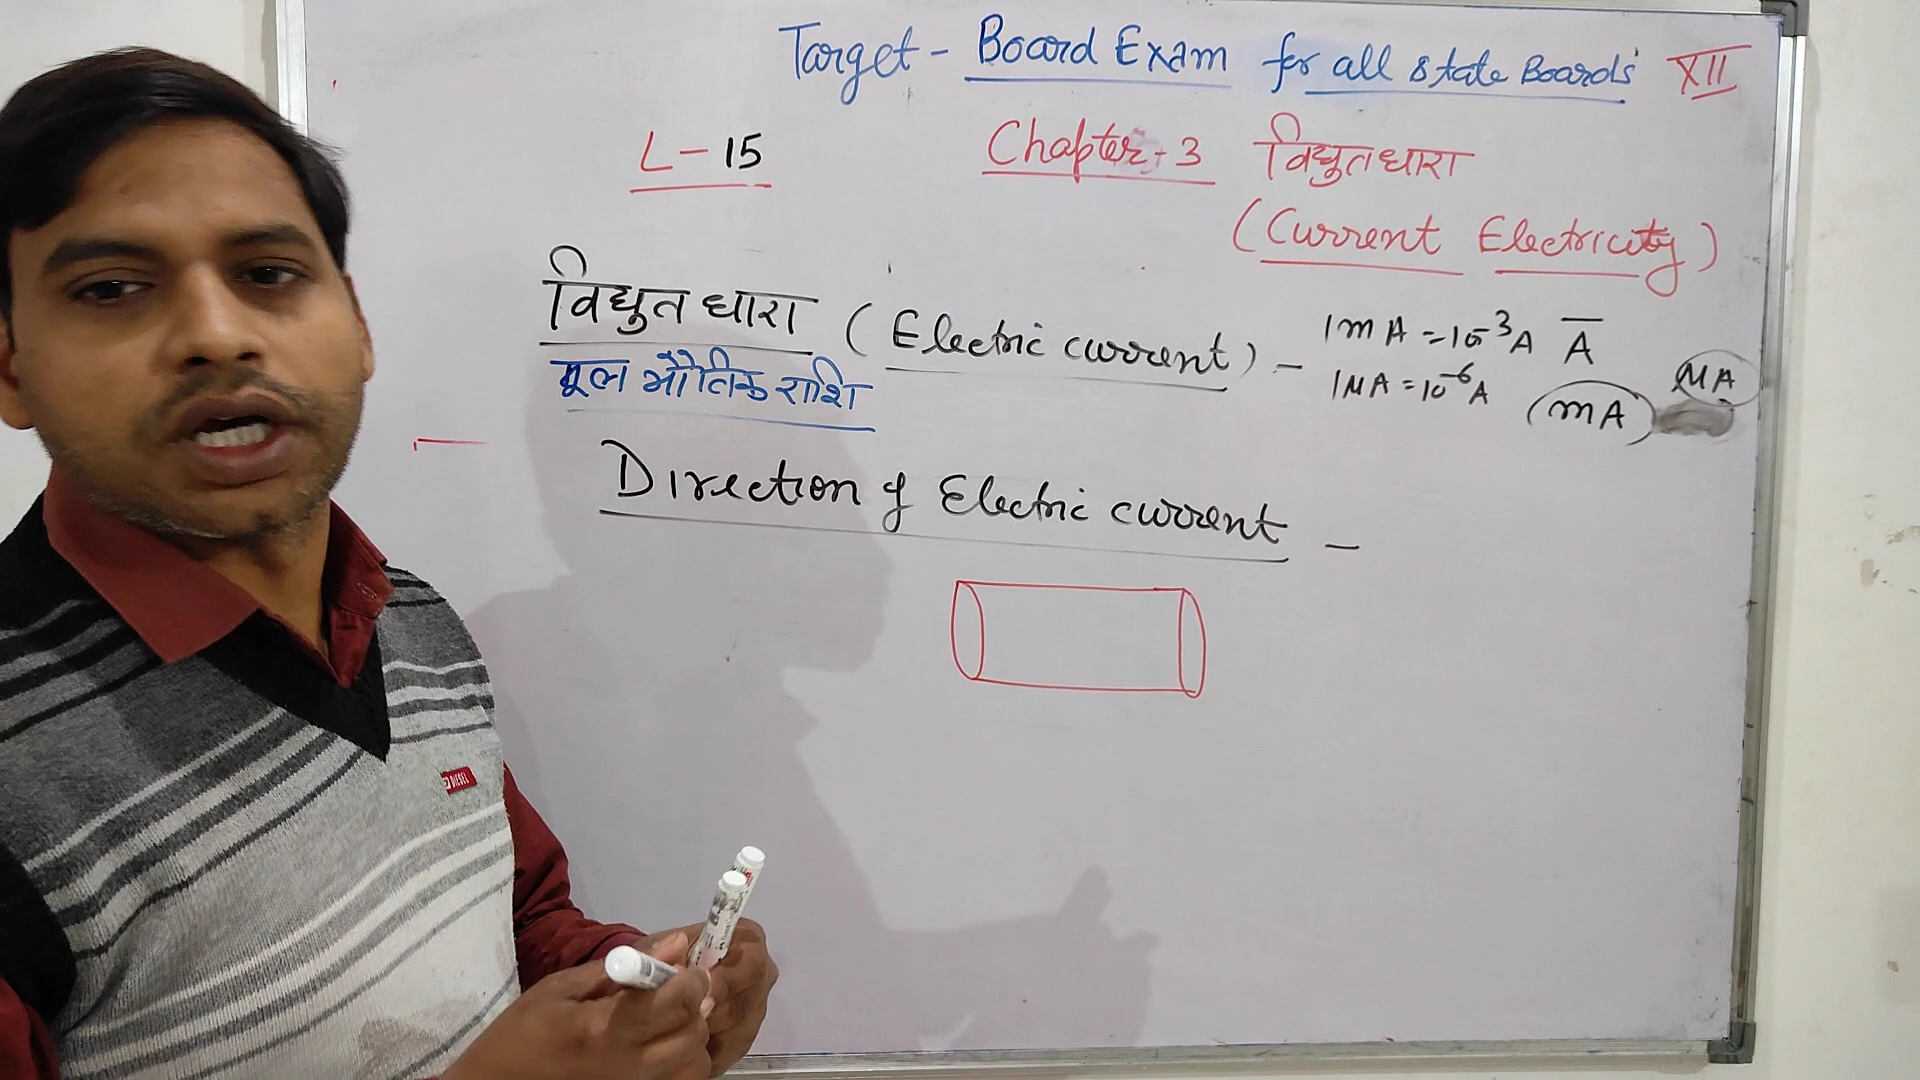 Target - Board Exam for all state Boards XII
L-15 Chapter-3 विद्युत धारा
(Current Electricity)
विद्युत धारा (Electric current) - 1mA = 10⁻³A A
1μA = 10⁻⁶A mA μA
मूल भौतिक राशि
Direction of Electric current -
DIESEL